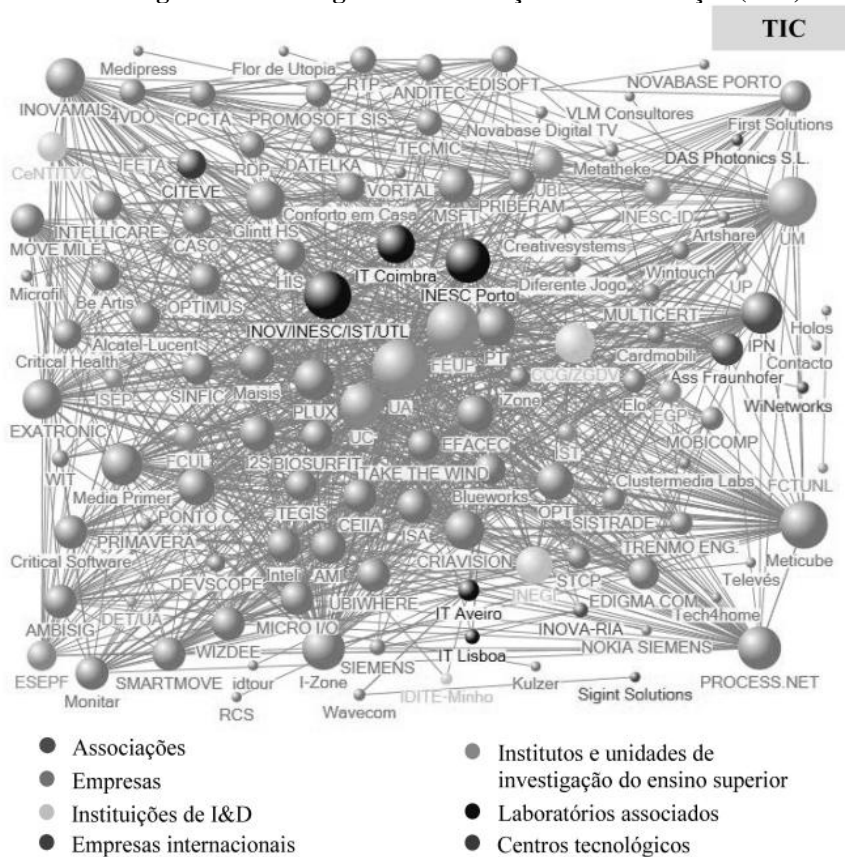 TIC
Medipress
Flor de Utopia
RTP
ANDITEC
EDISOFT
NOVABASE PORTO
INOVAMAIS
4VDO
CPCTA
PROMOSOFT SIS
VLM Consultores
Novabase Digital TV
First Solutions
TECMIC
CeNTITVC
IEETA
RDP
DATELKA
Metatheke
DAS Photonics S.L.
CITEVE
VORTAL
UBI
PRIBERAM
INTELLICARE
Conforto em Casa
MSFT
INESC-ID
MOVE MILE
CASO
Glintt HS
Creativesystems
Artshare
UM
IT Coimbra
Wintouch
Microfil
Be Artis
OPTIMUS
HIS
INESC Porto
Diferente Jogo
UP
MULTICERT
Alcatel-Lucent
INOV/INESC/IST/UTL
Holos
Critical Health
FEUP
PT
Cardmobili
IPN
Contacto
CCG/ZGDV
Ass Fraunhofer
ISEP
SINFIC
Maisis
iZone
WiNetworks
PLUX
UA
Elo
EGP
EXATRONIC
UC
EFACEC
IST
MOBICOMP
FCUL
I2S
BIOSURFIT
WIT
TAKE THE WIND
Clustermedia Labs
FCTUNL
Media Primer
Blueworks
PONTO C
TEGIS
CEIIA
OPT
SISTRADE
PRIMAVERA
ISA
TRENMO ENG.
Meticube
Critical Software
CRIAVISION
Intel
AMI
STCP
Televés
DEVSCOPE
INEGI
UBIWHERE
EDIGMA.COM
DET/UA
IT Aveiro
Tech4home
AMBISIG
MICRO I/O
INOVA-RIA
WIZDEE
IT Lisboa
NOKIA SIEMENS
SIEMENS
ESEPF
SMARTMOVE
idtour
I-Zone
Kulzer
PROCESS.NET
Monitar
IDITE-Minho
Sigint Solutions
RCS
Wavecom
Associações
Empresas
Instituições de I&D
Empresas internacionais
Institutos e unidades de
investigação do ensino superior
Laboratórios associados
Centros tecnológicos